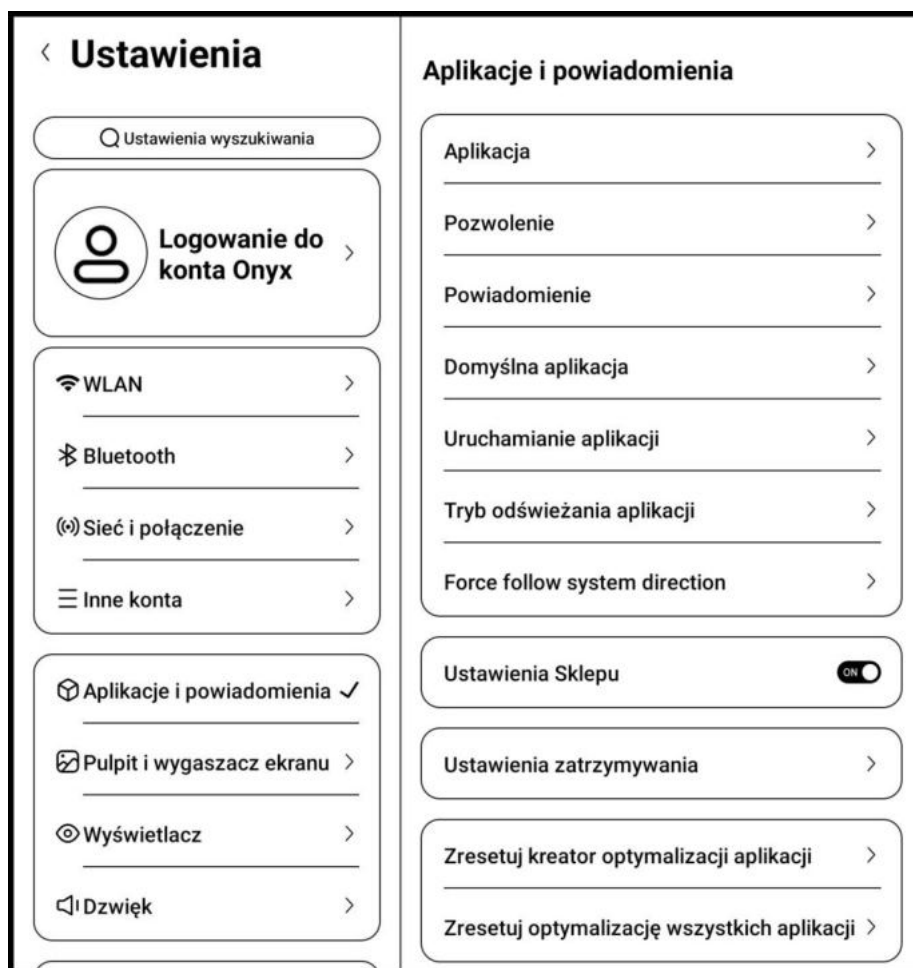 Ustawienia
Ustawienia wyszukiwania
Logowanie do
konta Onyx
WLAN
Bluetooth
Sieć i połączenie
Inne konta
Aplikacje i powiadomienia
Pulpit i wygaszacz ekranu
Wyświetlacz
Dzwięk
Aplikacje i powiadomienia
Aplikacja
Pozwolenie
Powiadomienie
Domyślna aplikacja
Uruchamianie aplikacji
Tryb odświeżania aplikacji
Force follow system direction
Ustawienia Sklepu
ON
Ustawienia zatrzymywania
Zresetuj kreator optymalizacji aplikacji
Zresetuj optymalizację wszystkich aplikacji